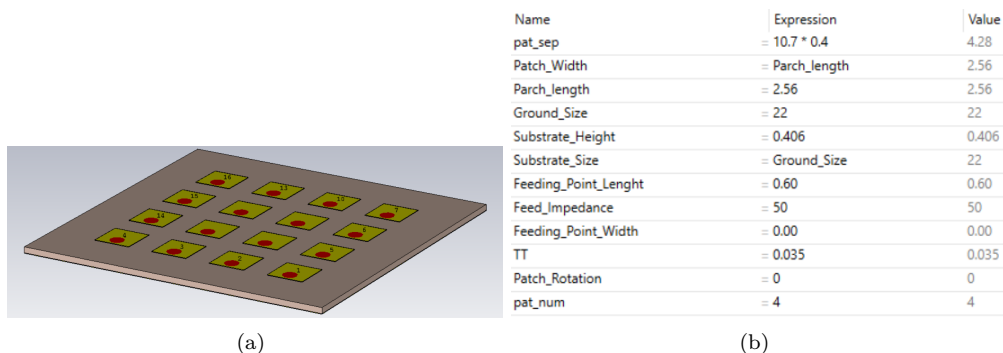 16
13
10
7
15
14
6
4
3
2
5
1
Name Expression Value
pat_sep = 10.7 * 0.4 4.28
Patch_Width = Parch_length 2.56
Parch_length = 2.56 2.56
Ground_Size = 22 22
Substrate_Height = 0.406 0.406
Substrate_Size = Ground_Size 22
Feeding_Point_Lenght = 0.60 0.60
Feed_Impedance = 50 50
Feeding_Point_Width = 0.00 0.00
TT = 0.035 0.035
Patch_Rotation = 0 0
pat_num = 4 4
(a) (b)